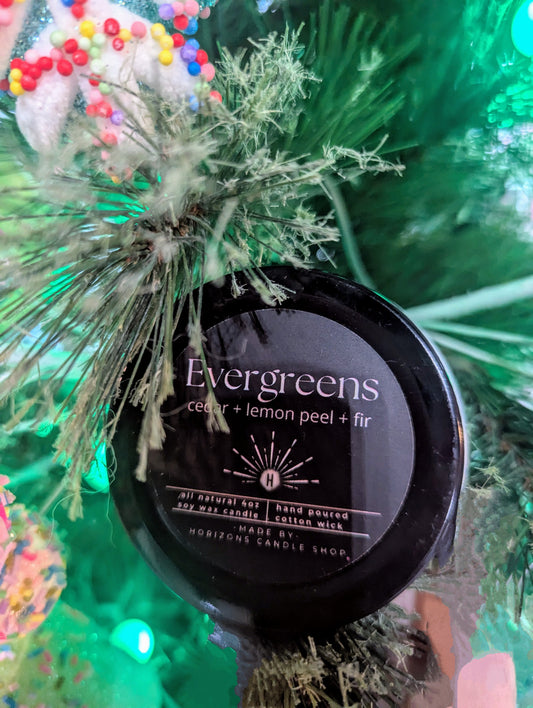 Evergreens
cedar + lemon peel + fir
H
all natural 4oz
soy wax candle
hand poured
cotton wick
·MADE BY·
HORIZONS CANDLE SHOP